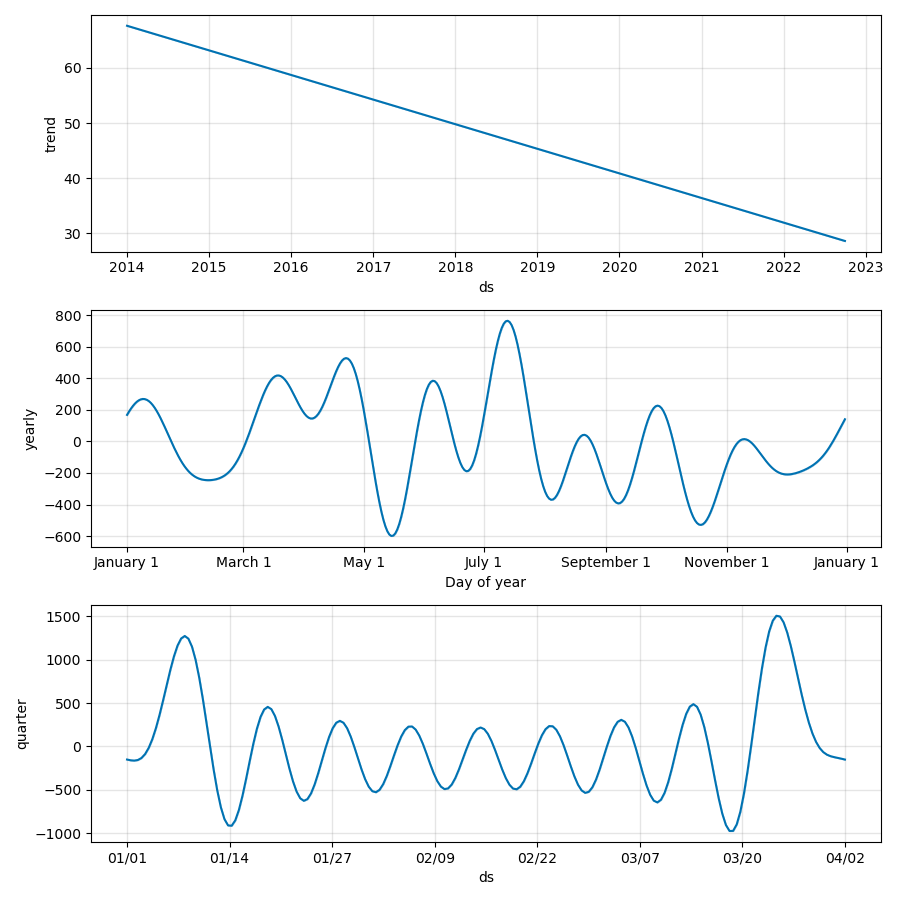 60
50
40
30
trend
2014 2015 2016 2017 2018 2019 2020 2021 2022 2023
ds
800
600
400
200
0
−200
−400
−600
yearly
January 1 March 1 May 1 July 1 September 1 November 1 January 1
Day of year
1500
1000
500
0
−500
−1000
quarter
01/01 01/14 01/27 02/09 02/22 03/07 03/20 04/02
ds